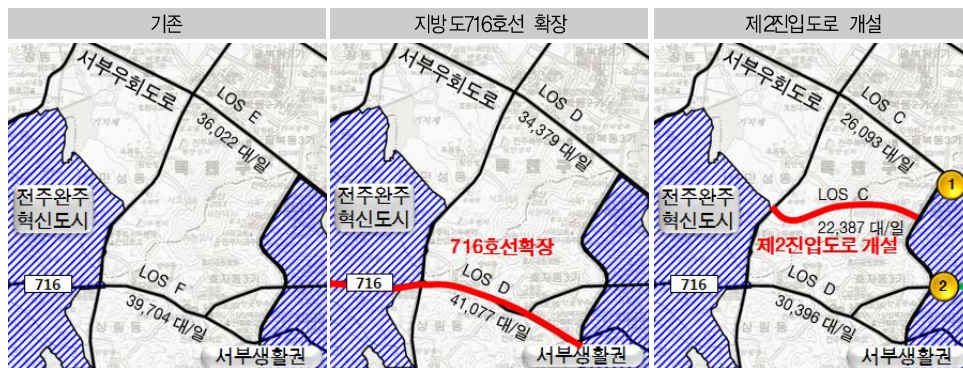 기존
지방도716호선 확장
제2진입도로 개설
서부우회도로
LOS E
36,022 대/일
전주완주
혁신도시
716
LOS F
39,704 대/일
서부생활권
서부우회도로
LOS D
34,379 대/일
전주완주
혁신도시
716호선확장
716
LOS D
41,077 대/일
서부생활권
서부우회도로
LOS C
26,093 대/일
1
전주완주
혁신도시
LOS C
22,387 대/일
제2진입도로 개설
716
LOS D
30,396 대/일
2
서부생활권